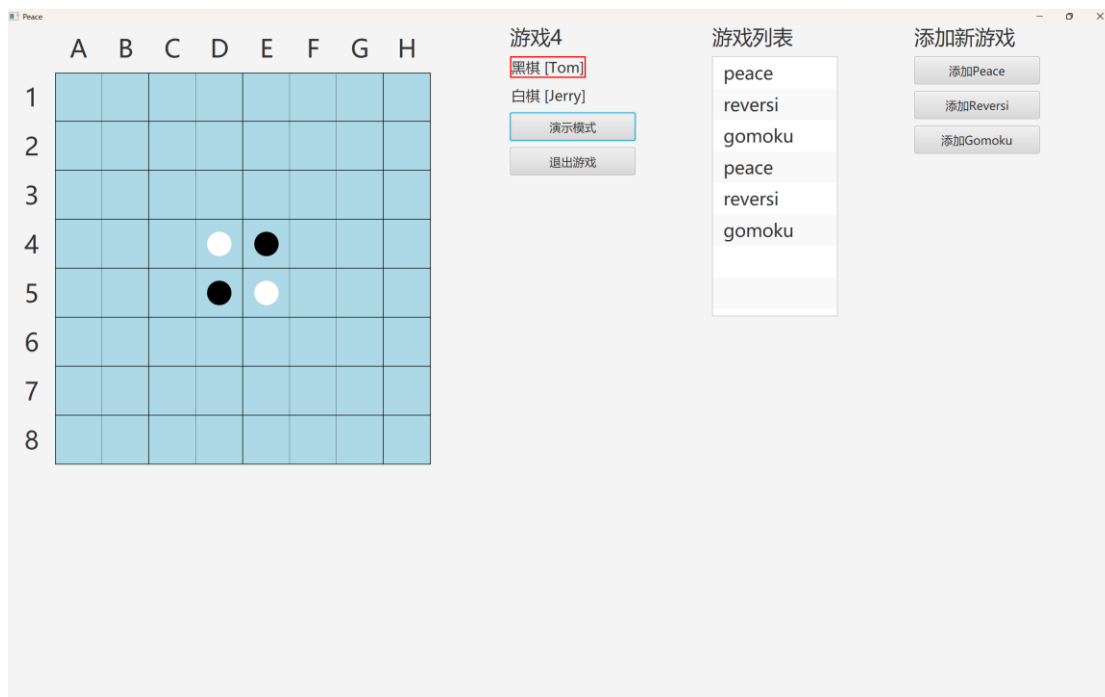 Peace
A B C D E F G H
1
2
3
4
5
6
7
8
游戏4
黑棋 [Tom]
白棋 [Jerry]
演示模式
退出游戏
游戏列表
peace
reversi
gomoku
peace
reversi
gomoku
添加新游戏
添加Peace
添加Reversi
添加Gomoku